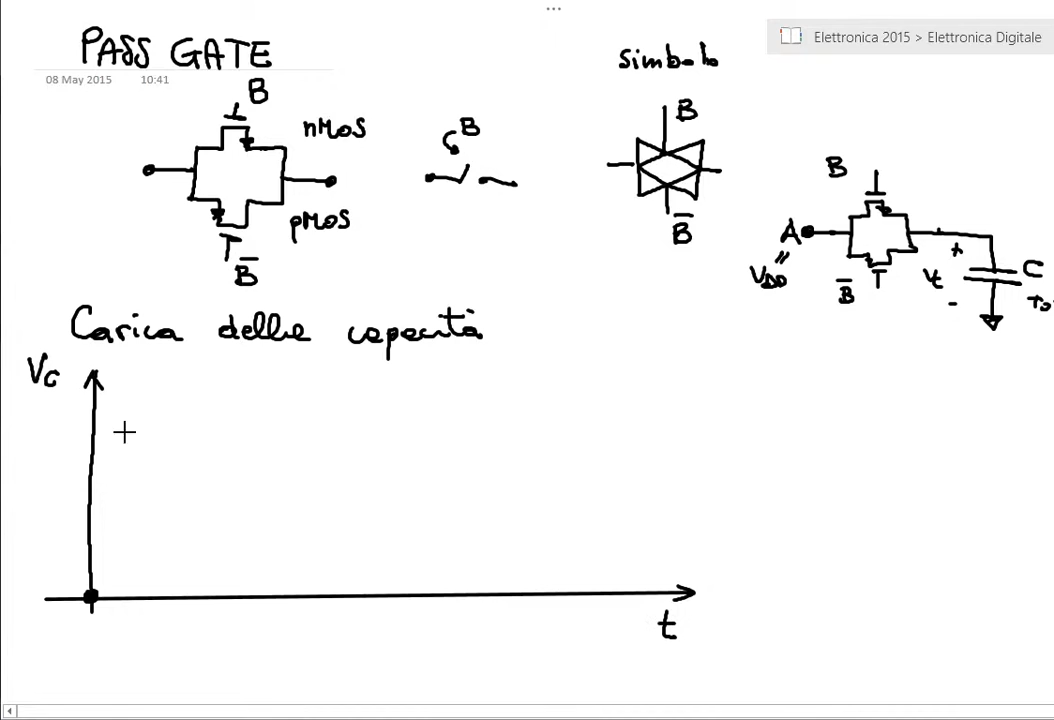 PASS GATE
Elettronica 2015 > Elettronica Digitale
08 May 2015 10:41
simbolo
B
nMOS
pMOS
B̅
B
B
B̅
B
A
VDD
B̅
+
-
C
Carica della capacità
VC
t